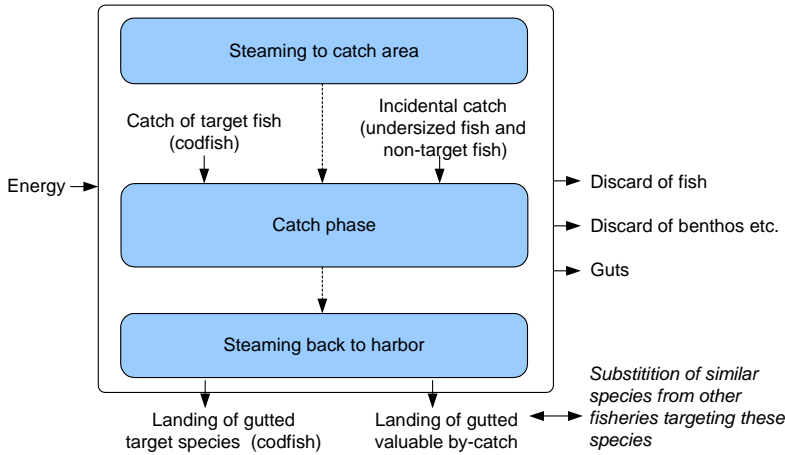 Steaming to catch area
Catch of target fish
(codfish)
Incidental catch
(undersized fish and
non-target fish)
Energy
Catch phase
Discard of fish
Discard of benthos etc.
Guts
Steaming back to harbor
Landing of gutted
target species (codfish)
Landing of gutted
valuable by-catch
Substitition of similar
species from other
fisheries targeting these
species